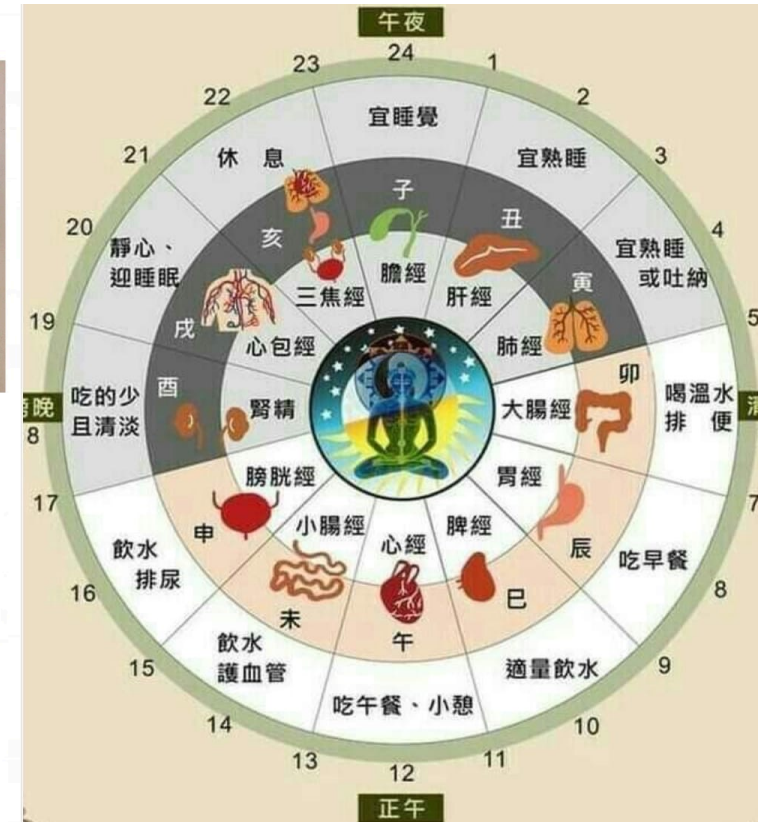 午夜
24
1
2
3
4
5
7
8
9
10
11
12
13
14
15
16
17
8
19
20
21
22
23
宜睡覺
宜熟睡
宜熟睡
或吐納
喝溫水
排 便
吃早餐
適量飲水
吃午餐、小憩
飲水
護血管
飲水
排尿
吃的少
且清淡
靜心、
迎睡眠
休 息
子
丑
寅
卯
辰
巳
午
未
申
酉
戌
亥
膽經
肝經
肺經
大腸經
胃經
脾經
心經
小腸經
膀胱經
腎精
心包經
三焦經
晚
正午